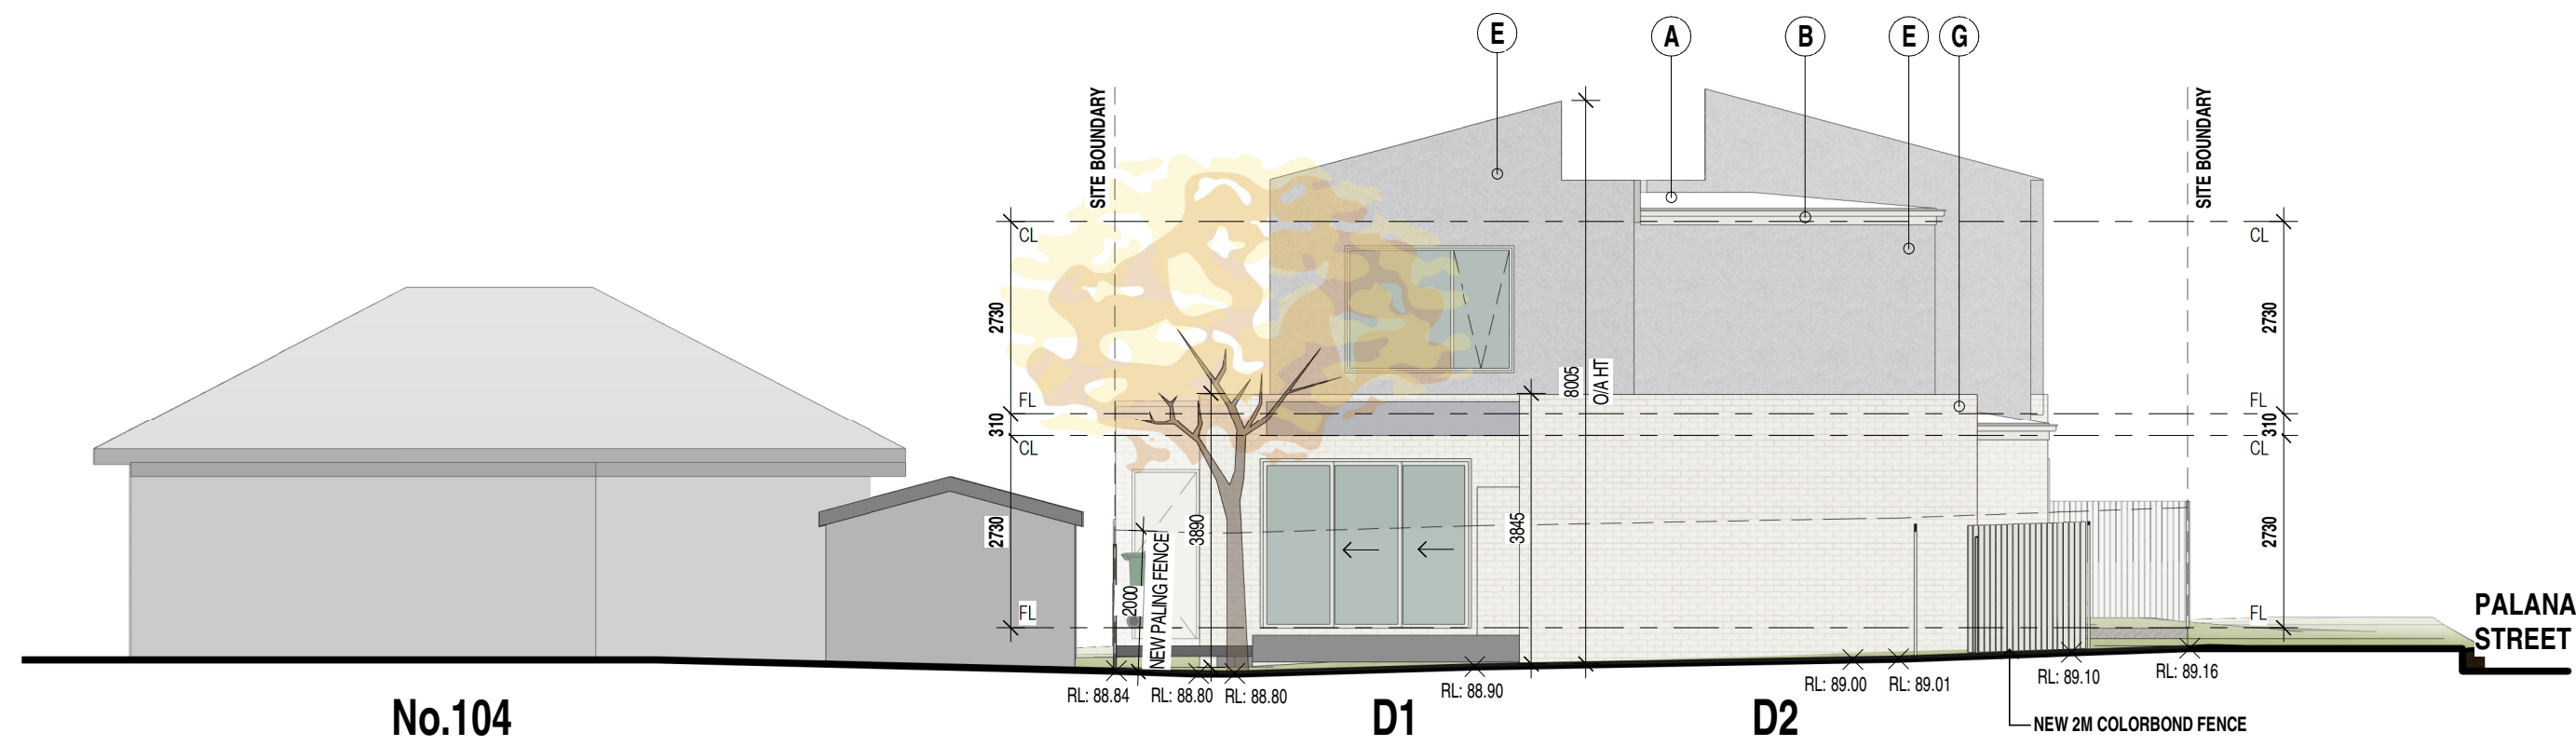 E
A
B
E
G
SITE BOUNDARY
SITE BOUNDARY
CL
CL
2730
2730
8005
O/A HT
FL
FL
310
310
CL
CL
2730
3890
3845
2730
2000
NEW PALING FENCE
FL
FL
PALANA
STREET
RL: 88.84
RL: 88.80
RL: 88.80
RL: 88.90
RL: 89.00
RL: 89.01
RL: 89.10
RL: 89.16
No.104
D1
D2
NEW 2M COLORBOND FENCE